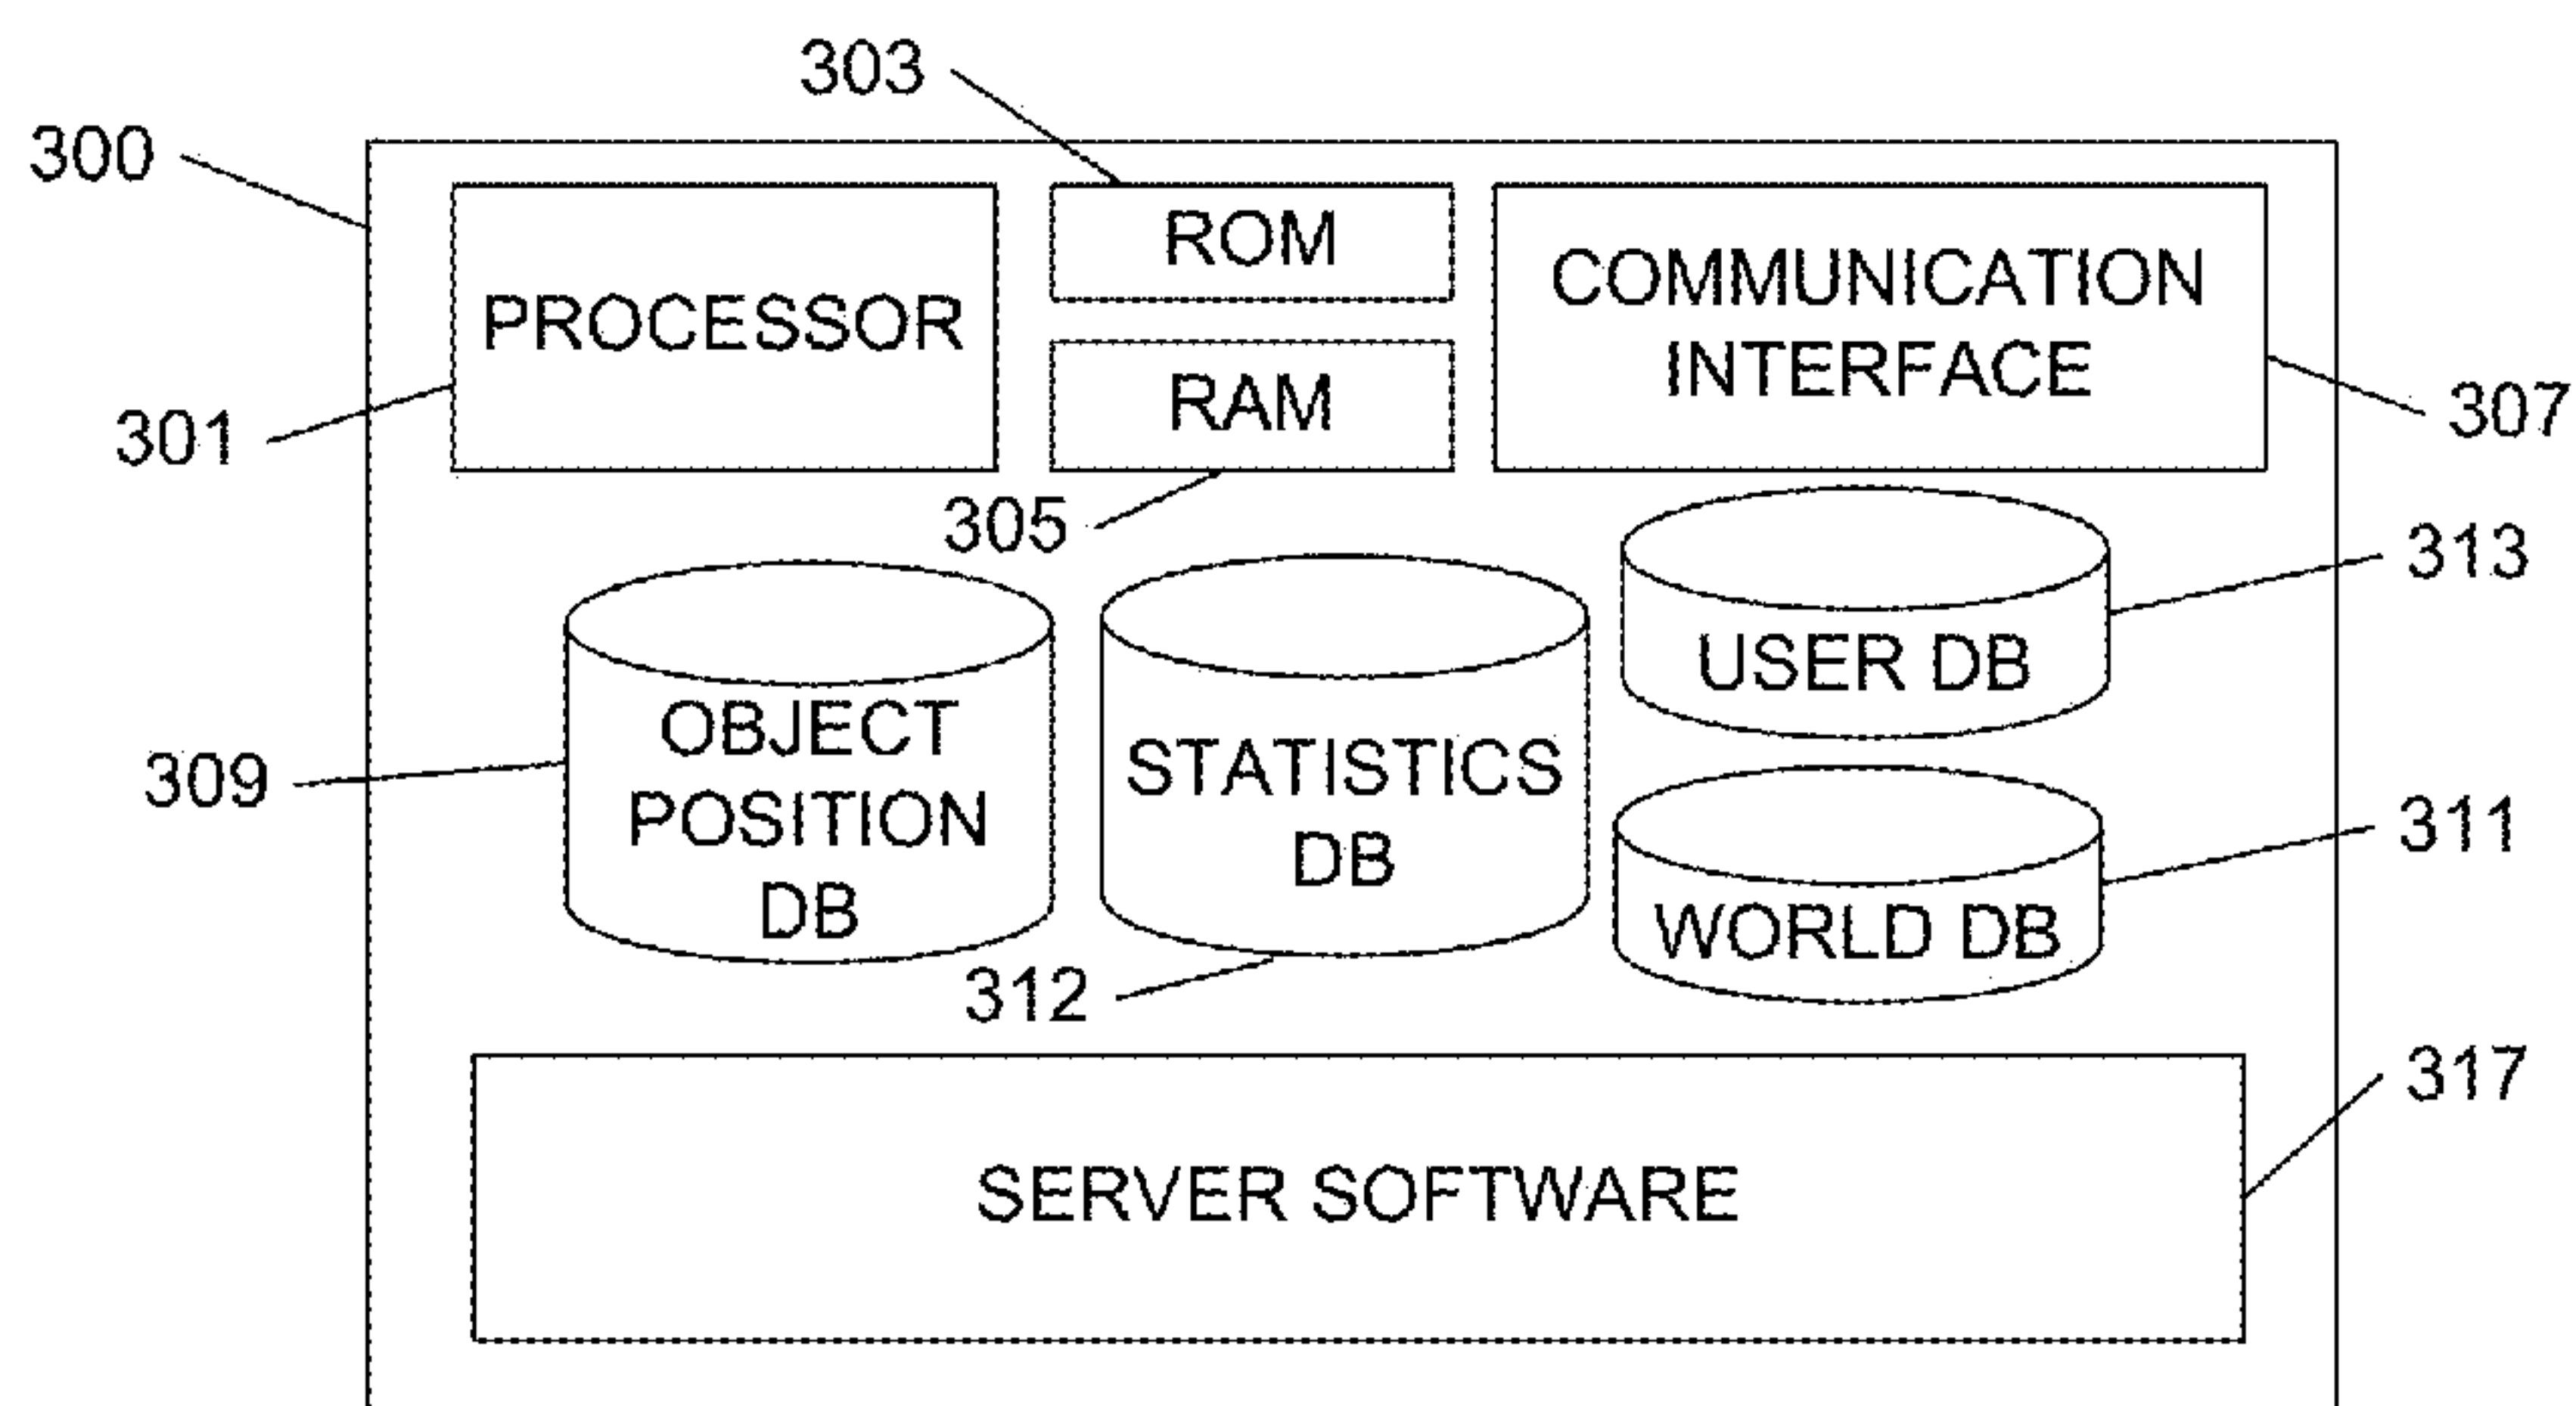 303
300
PROCESSOR
ROM
COMMUNICATION
INTERFACE
RAM
301
307
305
313
USER DB
OBJECT
POSITION
DB
STATISTICS
DB
309
311
WORLD DB
312
317
SERVER SOFTWARE